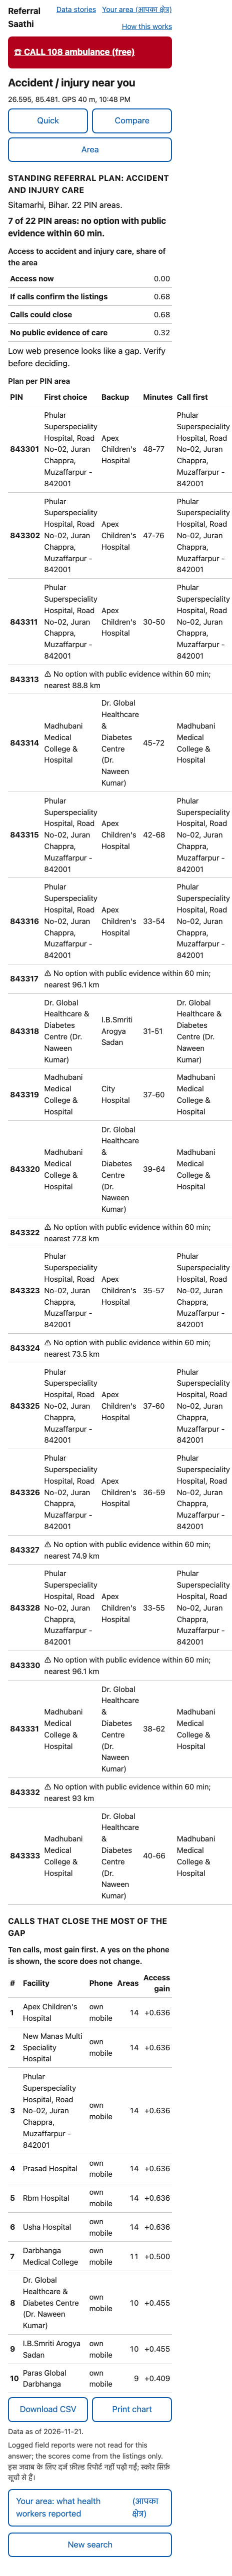 Referral Saathi
Data stories Your area (आपका क्षेत्र)
How this works
☎ CALL 108 ambulance (free)
Accident / injury near you
26.595, 85.481. GPS 40 m, 10:48 PM
Quick
Compare
Area
STANDING REFERRAL PLAN: ACCIDENT AND INJURY CARE
Sitamarhi, Bihar. 22 PIN areas.
7 of 22 PIN areas: no option with public evidence within 60 min.
Access to accident and injury care, share of the area
Access now 0.00
If calls confirm the listings 0.68
Calls could close 0.68
No public evidence of care 0.32
Low web presence looks like a gap. Verify before deciding.
Plan per PIN area
PIN First choice Backup Minutes Call first
843301 Phular Superspeciality Hospital, Road No-02, Juran Chappra, Muzaffarpur - 842001 Apex Children's Hospital 48-77 Phular Superspeciality Hospital, Road No-02, Juran Chappra, Muzaffarpur - 842001
843302 Phular Superspeciality Hospital, Road No-02, Juran Chappra, Muzaffarpur - 842001 Apex Children's Hospital 47-76 Phular Superspeciality Hospital, Road No-02, Juran Chappra, Muzaffarpur - 842001
843311 Phular Superspeciality Hospital, Road No-02, Juran Chappra, Muzaffarpur - 842001 Apex Children's Hospital 30-50 Phular Superspeciality Hospital, Road No-02, Juran Chappra, Muzaffarpur - 842001
843313 ⚠ No option with public evidence within 60 min; nearest 88.8 km
843314 Madhubani Medical College & Hospital Dr. Global Healthcare & Diabetes Centre (Dr. Naween Kumar) 45-72 Madhubani Medical College & Hospital
843315 Phular Superspeciality Hospital, Road No-02, Juran Chappra, Muzaffarpur - 842001 Apex Children's Hospital 42-68 Phular Superspeciality Hospital, Road No-02, Juran Chappra, Muzaffarpur - 842001
843316 Phular Superspeciality Hospital, Road No-02, Juran Chappra, Muzaffarpur - 842001 Apex Children's Hospital 33-54 Phular Superspeciality Hospital, Road No-02, Juran Chappra, Muzaffarpur - 842001
843317 ⚠ No option with public evidence within 60 min; nearest 96.1 km
843318 Dr. Global Healthcare & Diabetes Centre (Dr. Naween Kumar) I.B.Smriti Arogya Sadan 31-51 Dr. Global Healthcare & Diabetes Centre (Dr. Naween Kumar)
843319 Madhubani Medical College & Hospital City Hospital 37-60 Madhubani Medical College & Hospital
843320 Madhubani Medical College & Hospital Dr. Global Healthcare & Diabetes Centre (Dr. Naween Kumar) 39-64 Madhubani Medical College & Hospital
843322 ⚠ No option with public evidence within 60 min; nearest 77.8 km
843323 Phular Superspeciality Hospital, Road No-02, Juran Chappra, Muzaffarpur - 842001 Apex Children's Hospital 35-57 Phular Superspeciality Hospital, Road No-02, Juran Chappra, Muzaffarpur - 842001
843324 ⚠ No option with public evidence within 60 min; nearest 73.5 km
843325 Phular Superspeciality Hospital, Road No-02, Juran Chappra, Muzaffarpur - 842001 Apex Children's Hospital 37-60 Phular Superspeciality Hospital, Road No-02, Juran Chappra, Muzaffarpur - 842001
843326 Phular Superspeciality Hospital, Road No-02, Juran Chappra, Muzaffarpur - 842001 Apex Children's Hospital 36-59 Phular Superspeciality Hospital, Road No-02, Juran Chappra, Muzaffarpur - 842001
843327 ⚠ No option with public evidence within 60 min; nearest 74.9 km
843328 Phular Superspeciality Hospital, Road No-02, Juran Chappra, Muzaffarpur - 842001 Apex Children's Hospital 33-55 Phular Superspeciality Hospital, Road No-02, Juran Chappra, Muzaffarpur - 842001
843330 ⚠ No option with public evidence within 60 min; nearest 96.1 km
843331 Madhubani Medical College & Hospital Dr. Global Healthcare & Diabetes Centre (Dr. Naween Kumar) 38-62 Madhubani Medical College & Hospital
843332 ⚠ No option with public evidence within 60 min; nearest 93 km
843333 Madhubani Medical College & Hospital Dr. Global Healthcare & Diabetes Centre (Dr. Naween Kumar) 40-66 Madhubani Medical College & Hospital
CALLS THAT CLOSE THE MOST OF THE GAP
Ten calls, most gain first. A yes on the phone is shown, the score does not change.
# Facility Phone Areas Access gain
1 Apex Children's Hospital own mobile 14 +0.636
2 New Manas Multi Speciality Hospital own mobile 14 +0.636
3 Phular Superspeciality Hospital, Road No-02, Juran Chappra, Muzaffarpur - 842001 own mobile 14 +0.636
4 Prasad Hospital own mobile 14 +0.636
5 Rbm Hospital own mobile 14 +0.636
6 Usha Hospital own mobile 14 +0.636
7 Darbhanga Medical College own mobile 11 +0.500
8 Dr. Global Healthcare & Diabetes Centre (Dr. Naween Kumar) own mobile 10 +0.455
9 I.B.Smriti Arogya Sadan own mobile 10 +0.455
10 Paras Global Darbhanga own mobile 9 +0.409
Download CSV
Print chart
Data as of 2026-11-21.
Logged field reports were not read for this answer; the scores come from the listings only.
इस जवाब के लिए दर्ज फ़ील्ड रिपोर्ट नहीं पढ़ी गईं; स्कोर सिर्फ़ सूची से हैं।
Your area: what health workers reported (आपका क्षेत्र)
New search